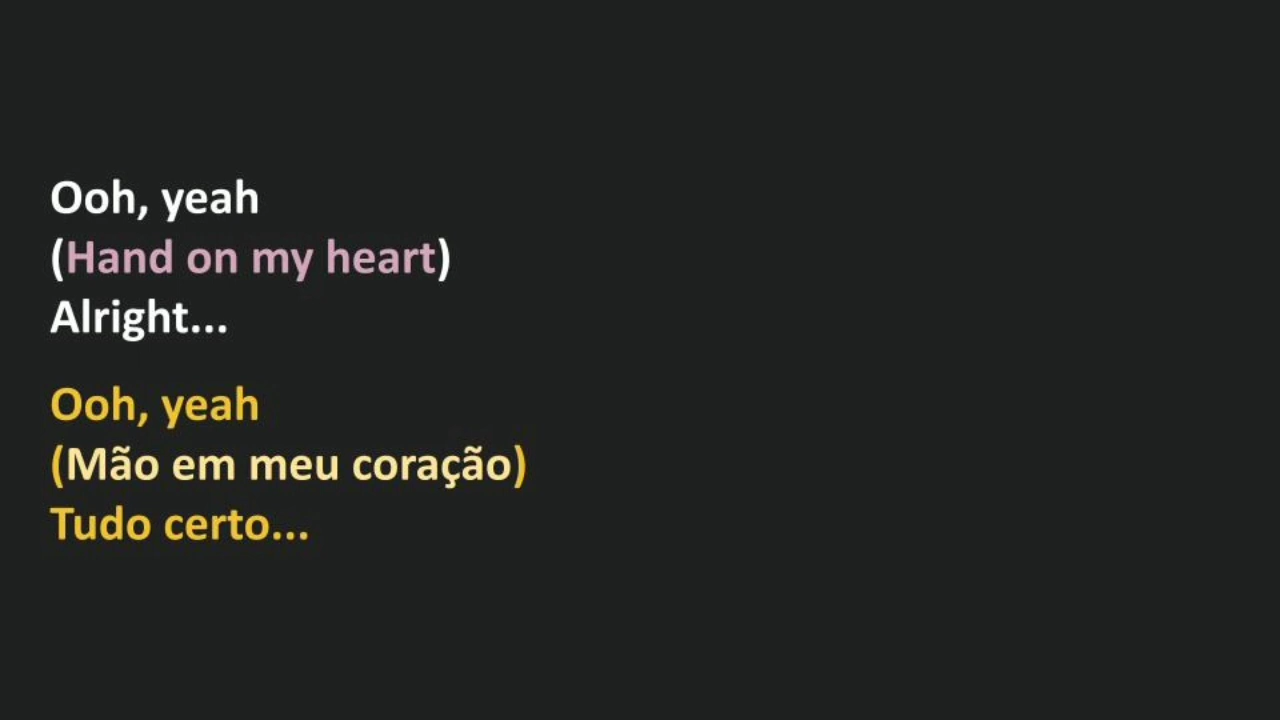 Ooh, yeah
(Hand on my heart)
Alright...
Ooh, yeah
(Mão em meu coração)
Tudo certo...